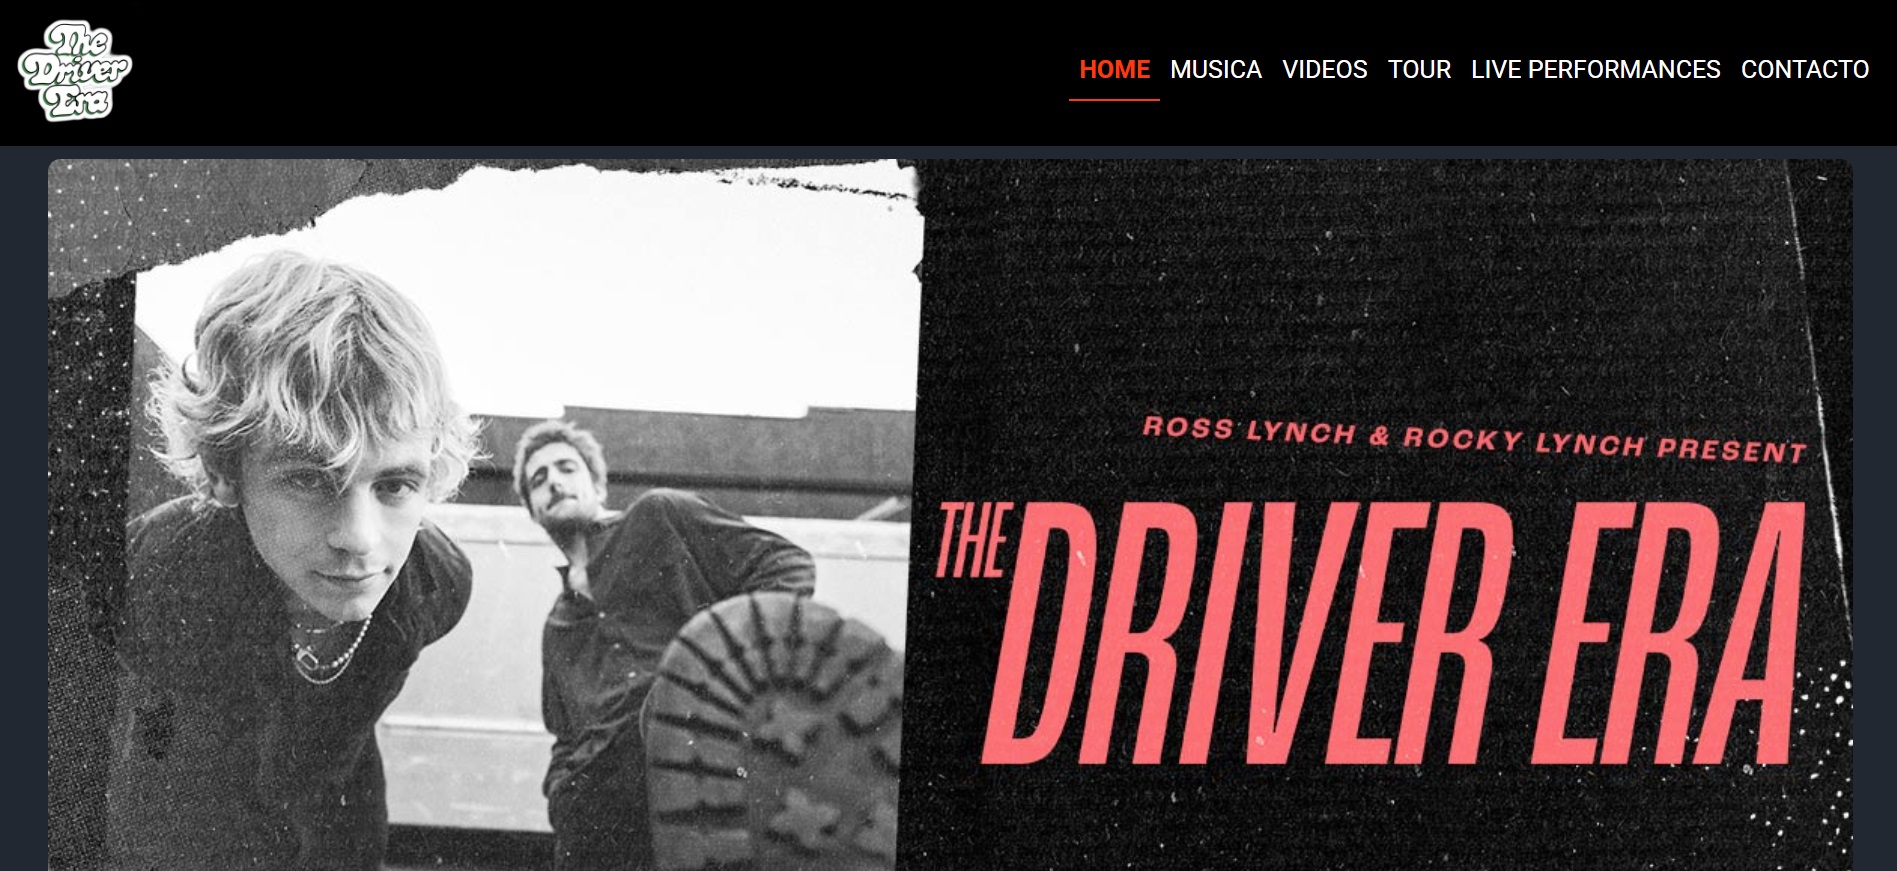 The
Driver
Era
HOME MUSICA VIDEOS TOUR LIVE PERFORMANCES CONTACTO
ROSS LYNCH & ROCKY LYNCH PRESENT
THE DRIVER ERA